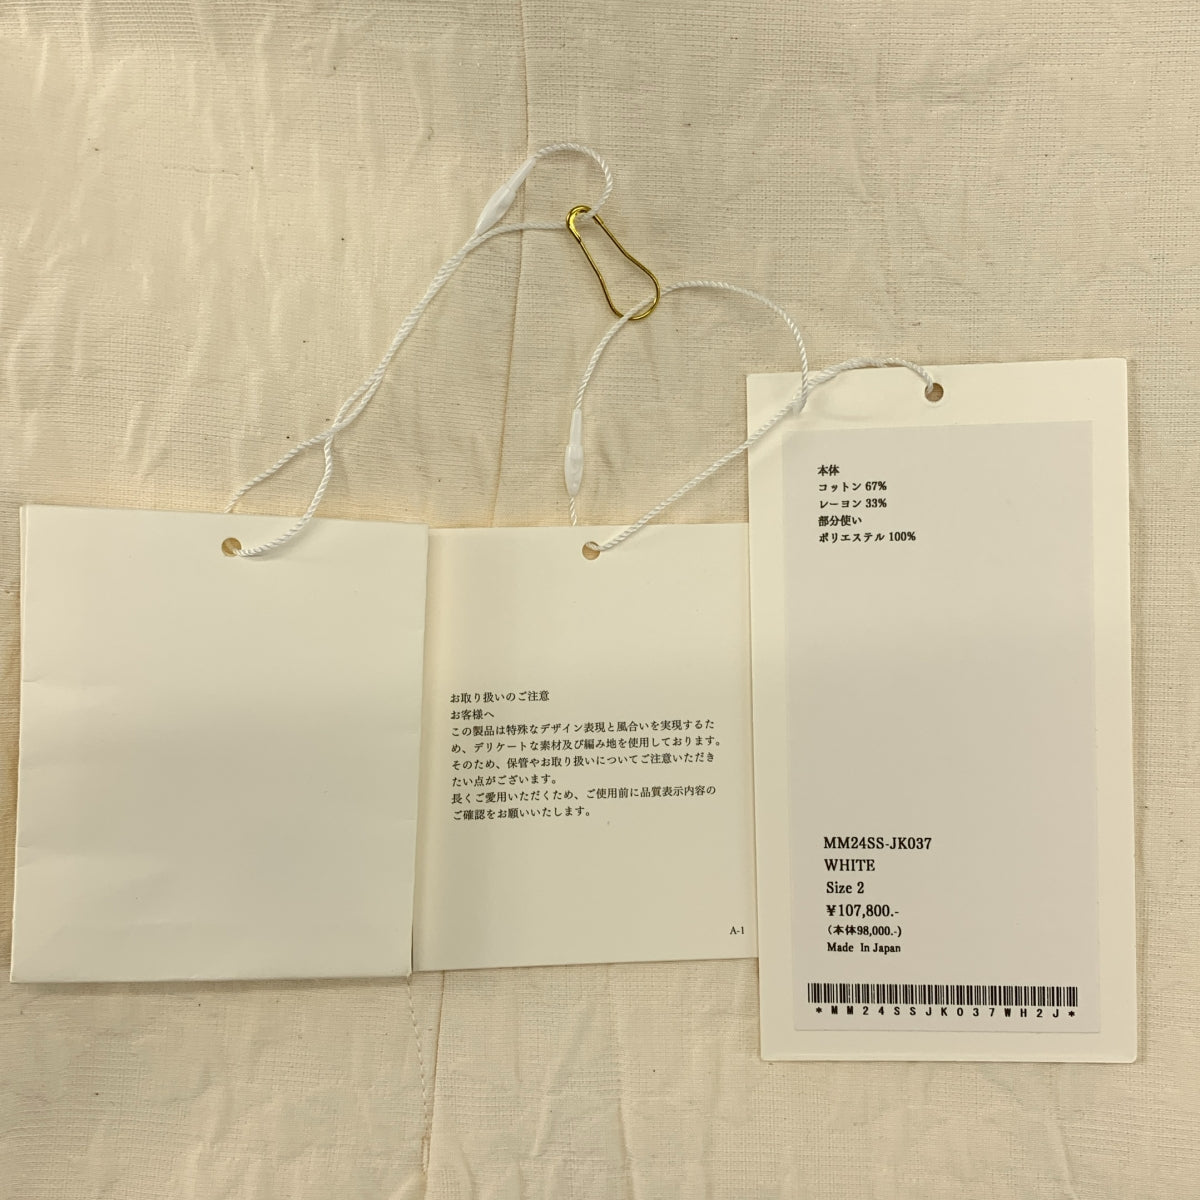 お取り扱いのご注意
お客様へ
この製品は特殊なデザイン表現と風合いを実現するた
め、デリケートな素材及び編み地を使用しております。
そのため、保管やお取り扱いについてご注意いただき
たい点がございます。
長くご愛用いただくため、ご使用前に品質表示内容の
ご確認をお願いいたします。
A-1
本体
コットン 67%
レーヨン 33%
部分使い
ポリエステル 100%
MM24SS-JK037
WHITE
Size 2
¥107,800.-
(本体98,000.-)
Made In Japan
*MM24SSJK037WH2J*